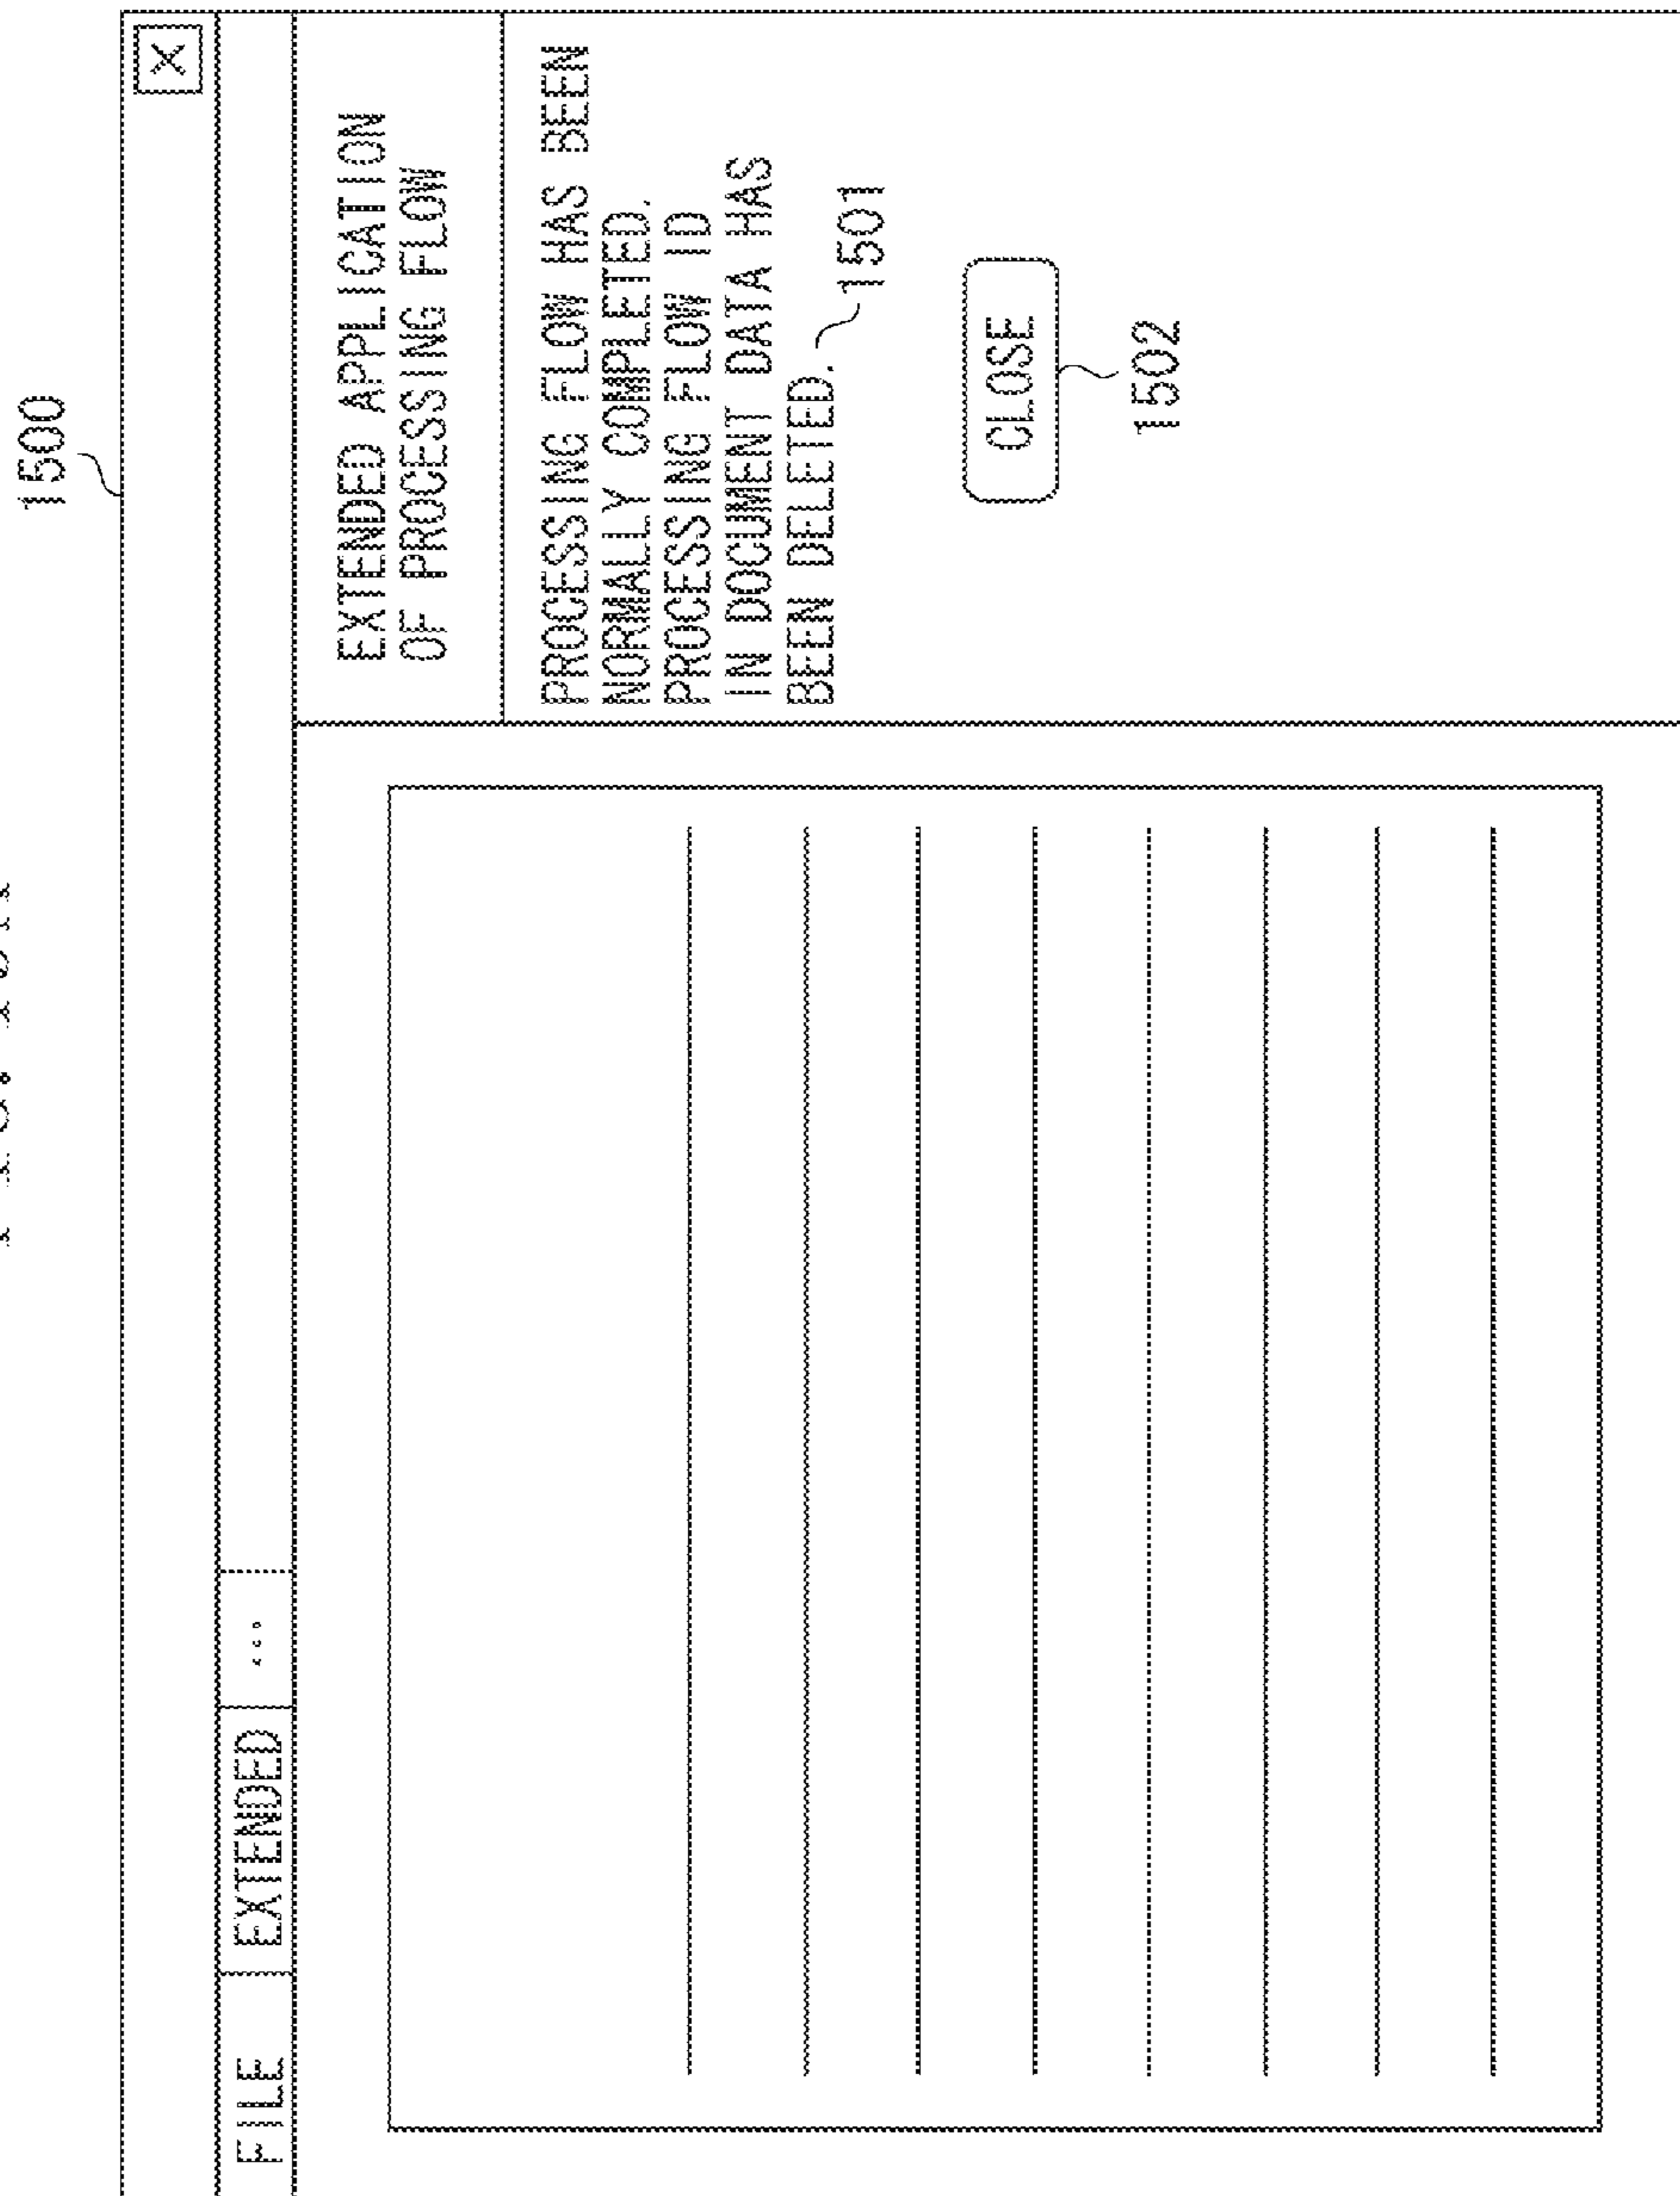 1500
X
FILE
EXTENDED
...
EXTENDED APPLICATION
OF PROCESSING FLOW
PROCESSING FLOW HAS BEEN
NORMALLY COMPLETED.
PROCESSING FLOW ID
IN DOCUMENT DATA HAS
BEEN DELETED.
1501
CLOSE
1502